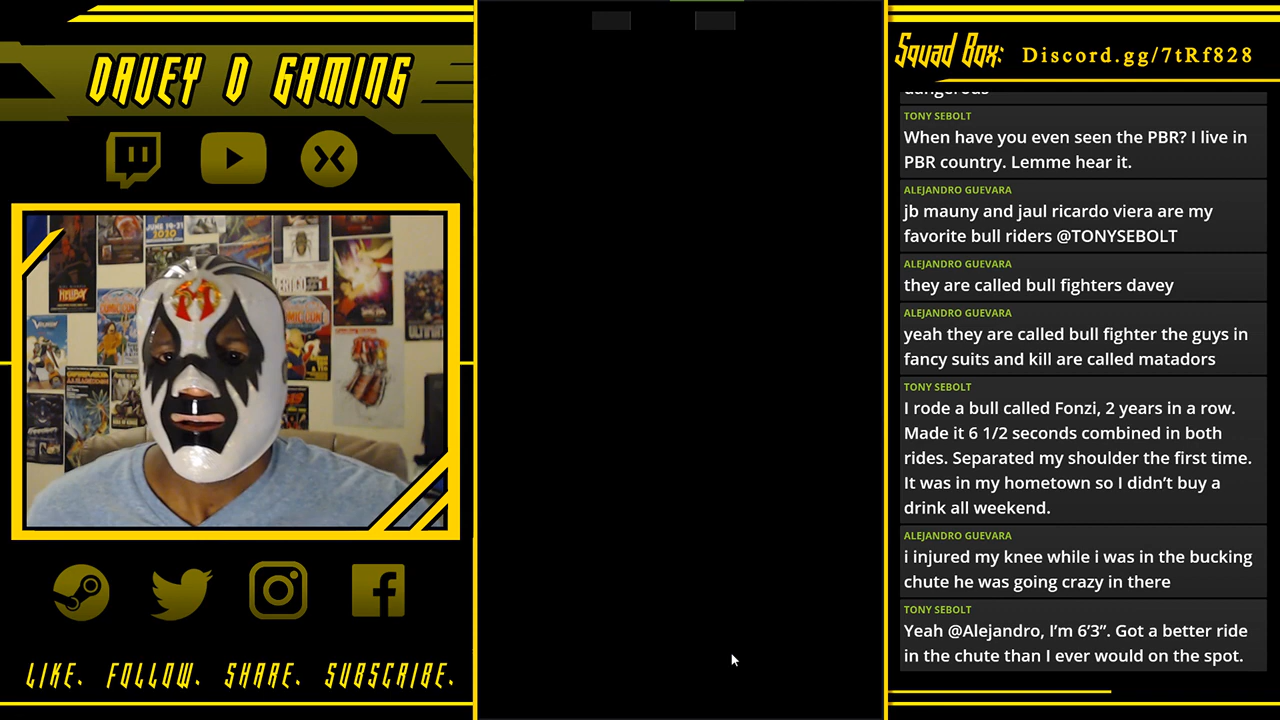 DAVEY D GAMING
JUNE 19-21
2020
HELLBOY
LIKE. FOLLOW. SHARE. SUBSCRIBE.
Squad Box: Discord.gg/7tRf828
dangerous
TONY SEBOLT
When have you even seen the PBR? I live in
PBR country. Lemme hear it.
ALEJANDRO GUEVARA
jb mauny and jaul ricardo viera are my
favorite bull riders @TONYSEBOLT
ALEJANDRO GUEVARA
they are called bull fighters davey
ALEJANDRO GUEVARA
yeah they are called bull fighter the guys in
fancy suits and kill are called matadors
TONY SEBOLT
I rode a bull called Fonzi, 2 years in a row.
Made it 6 1/2 seconds combined in both
rides. Separated my shoulder the first time.
It was in my hometown so I didn’t buy a
drink all weekend.
ALEJANDRO GUEVARA
i injured my knee while i was in the bucking
chute he was going crazy in there
TONY SEBOLT
Yeah @Alejandro, I’m 6’3”. Got a better ride
in the chute than I ever would on the spot.